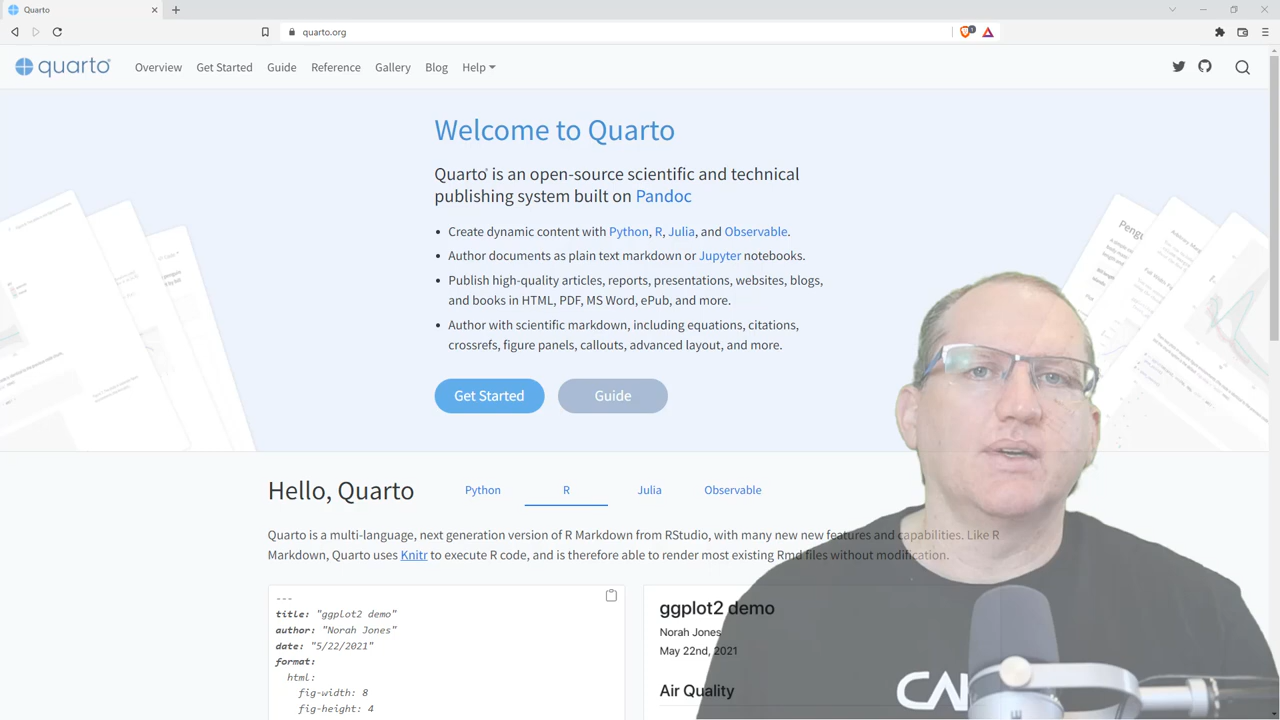 Quarto
quarto.org
quarto
Overview
Get Started
Guide
Reference
Gallery
Blog
Help
Welcome to Quarto
Quarto® is an open-source scientific and technical
publishing system built on Pandoc
• Create dynamic content with Python, R, Julia, and Observable.
• Author documents as plain text markdown or Jupyter notebooks.
• Publish high-quality articles, reports, presentations, websites, blogs,
and books in HTML, PDF, MS Word, ePub, and more.
• Author with scientific markdown, including equations, citations,
crossrefs, figure panels, callouts, advanced layout, and more.
Get Started
Guide
Hello, Quarto
Python
R
Julia
Observable
Quarto is a multi-language, next generation version of R Markdown from RStudio, with many new new features and capabilities. Like R
Markdown, Quarto uses Knitr to execute R code, and is therefore able to render most existing Rmd files without modification.
---
title: "ggplot2 demo"
author: "Norah Jones"
date: "5/22/2021"
format:
html:
fig-width: 8
fig-height: 4
ggplot2 demo
Norah Jones
May 22nd, 2021
Air Quality